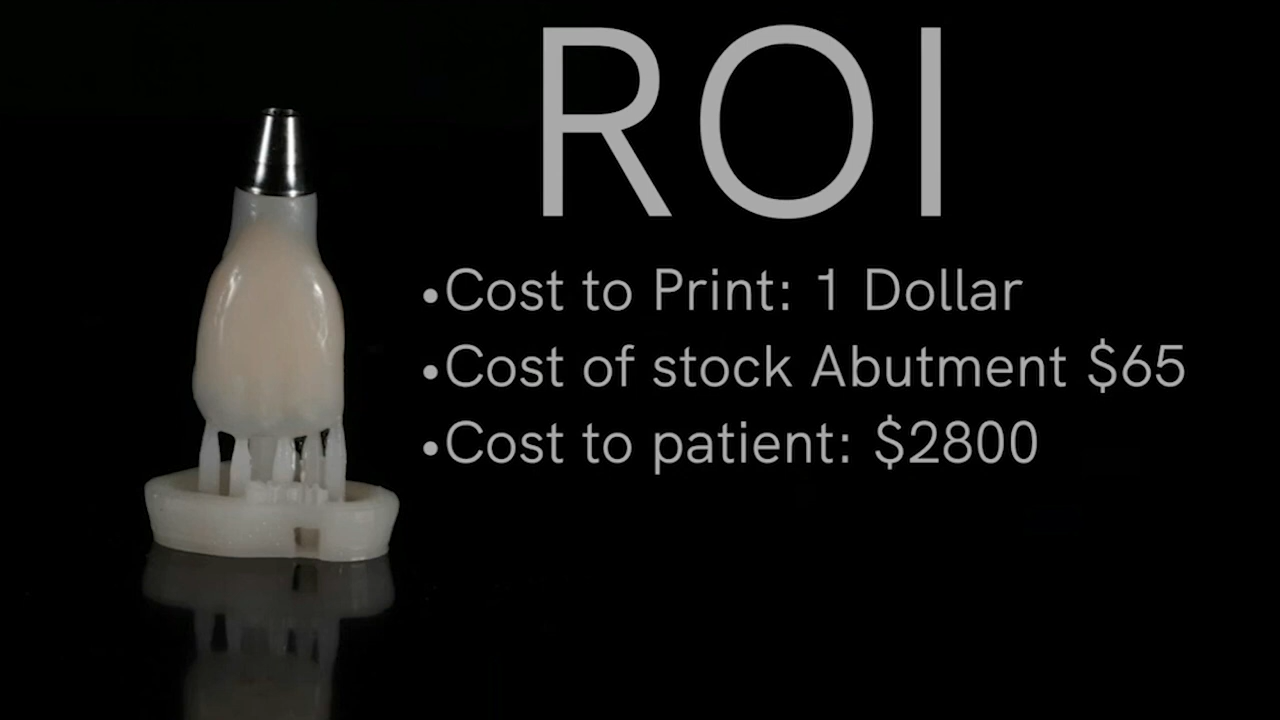 ROI
•Cost to Print: 1 Dollar
•Cost of stock Abutment $65
•Cost to patient: $2800